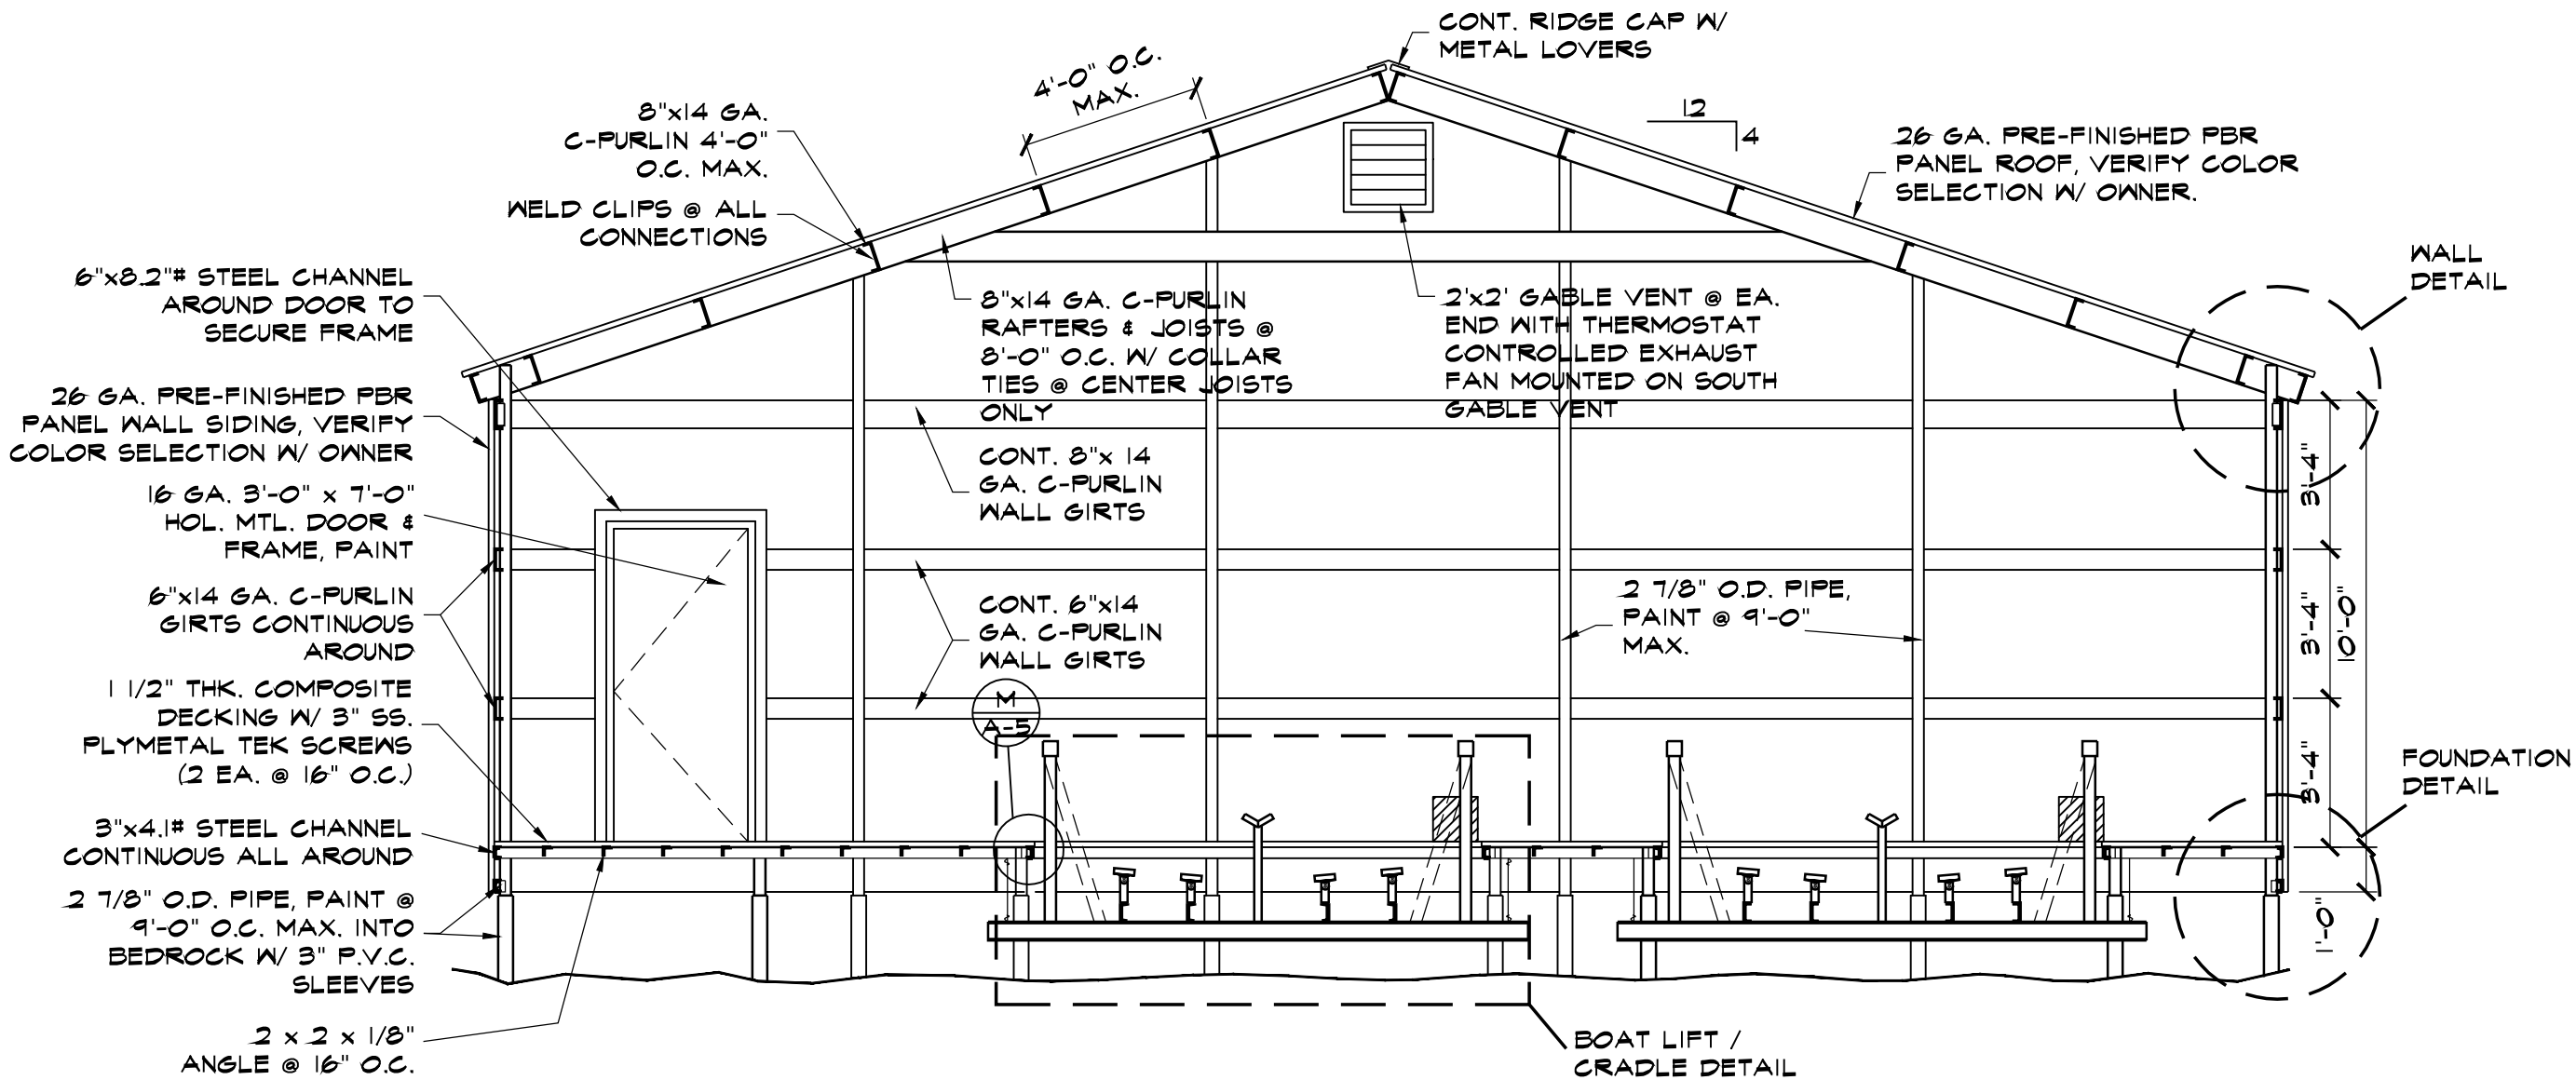 CONT. RIDGE CAP W/
METAL LOVERS
4'-0" O.C.
MAX.
8"x14 GA.
C-PURLIN 4'-0"
O.C. MAX.
WELD CLIPS @ ALL
CONNECTIONS
12
4
26 GA. PRE-FINISHED PBR
PANEL ROOF, VERIFY COLOR
SELECTION W/ OWNER.
WALL
DETAIL
6"x8.2"# STEEL CHANNEL
AROUND DOOR TO
SECURE FRAME
8"x14 GA. C-PURLIN
RAFTERS & JOISTS @
8'-0" O.C. W/ COLLAR
TIES @ CENTER JOISTS
ONLY
2'x2' GABLE VENT @ EA.
END WITH THERMOSTAT
CONTROLLED EXHAUST
FAN MOUNTED ON SOUTH
GABLE VENT
26 GA. PRE-FINISHED PBR
PANEL WALL SIDING, VERIFY
COLOR SELECTION W/ OWNER
CONT. 8"x 14
GA. C-PURLIN
WALL GIRTS
16 GA. 3'-0" x 7'-0"
HOL. MTL. DOOR &
FRAME, PAINT
6"x14 GA. C-PURLIN
GIRTS CONTINUOUS
AROUND
CONT. 6"x14
GA. C-PURLIN
WALL GIRTS
2 7/8" O.D. PIPE,
PAINT @ 9'-0"
MAX.
3'-4"
3'-4"
3'-4"
10'-0"
1'-0"
1 1/2" THK. COMPOSITE
DECKING W/ 3" SS.
PLYMETAL TEK SCREWS
(2 EA. @ 16" O.C.)
M
A-5
FOUNDATION
DETAIL
3"x4.1# STEEL CHANNEL
CONTINUOUS ALL AROUND
2 7/8" O.D. PIPE, PAINT @
9'-0" O.C. MAX. INTO
BEDROCK W/ 3" P.V.C.
SLEEVES
2 x 2 x 1/8"
ANGLE @ 16" O.C.
BOAT LIFT /
CRADLE DETAIL